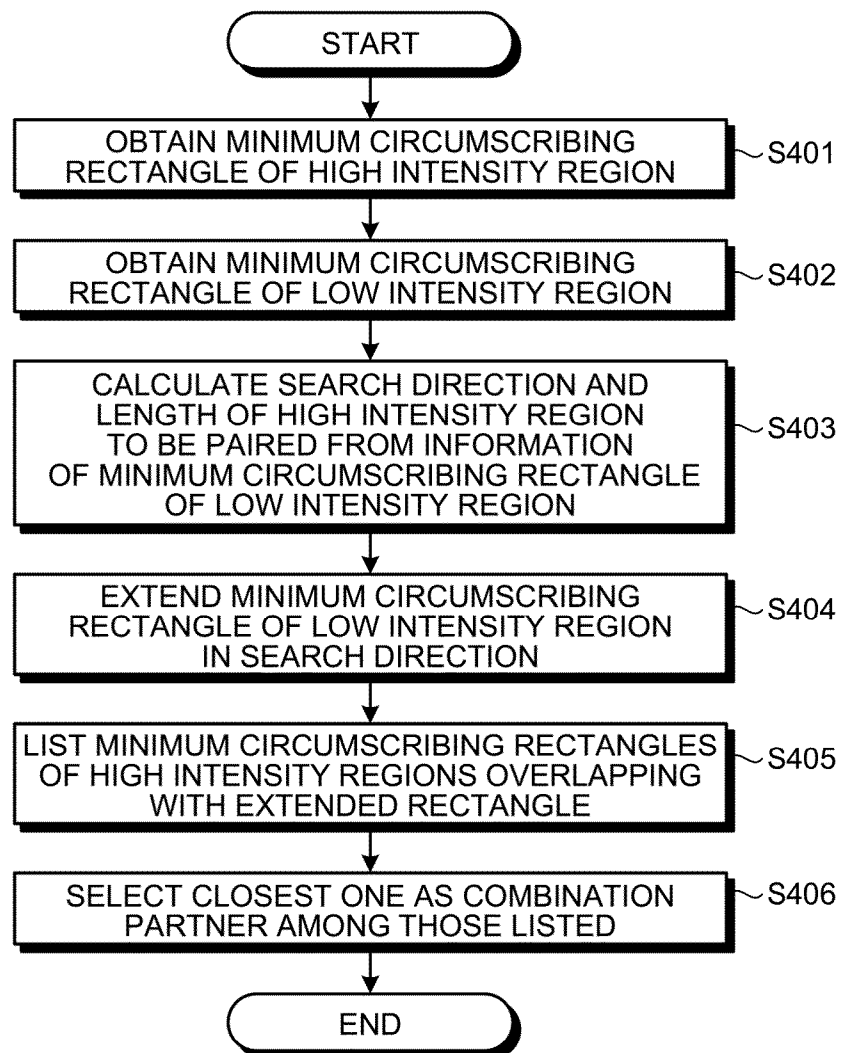 START
OBTAIN MINIMUM CIRCUMSCRIBING
RECTANGLE OF HIGH INTENSITY REGION
S401
OBTAIN MINIMUM CIRCUMSCRIBING
RECTANGLE OF LOW INTENSITY REGION
S402
CALCULATE SEARCH DIRECTION AND
LENGTH OF HIGH INTENSITY REGION
TO BE PAIRED FROM INFORMATION
OF MINIMUM CIRCUMSCRIBING RECTANGLE
OF LOW INTENSITY REGION
S403
EXTEND MINIMUM CIRCUMSCRIBING
RECTANGLE OF LOW INTENSITY REGION
IN SEARCH DIRECTION
S404
LIST MINIMUM CIRCUMSCRIBING RECTANGLES
OF HIGH INTENSITY REGIONS OVERLAPPING
WITH EXTENDED RECTANGLE
S405
SELECT CLOSEST ONE AS COMBINATION
PARTNER AMONG THOSE LISTED
S406
END